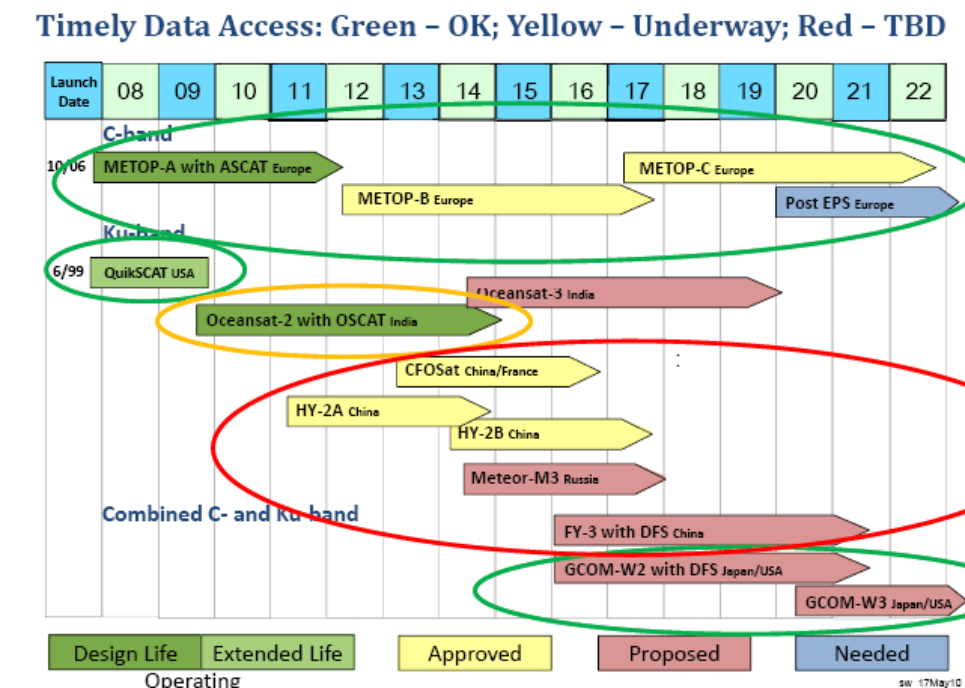 Timely Data Access: Green – OK; Yellow – Underway; Red – TBD
Launch Date 08 09 10 11 12 13 14 15 16 17 18 19 20 21 22
C-band
10/06 METOP-A with ASCAT Europe METOP-C Europe
METOP-B Europe Post EPS Europe
Ku-band
6/99 QuikSCAT USA
Oceansat-3 India
Oceansat-2 with OSCAT India
:
CFOSat China/France
HY-2A China
HY-2B China
Meteor-M3 Russia
Combined C- and Ku-band
FY-3 with DFS China
GCOM-W2 with DFS Japan/USA
GCOM-W3 Japan/USA
Design Life Extended Life Approved Proposed Needed
Operating
sw 17May10